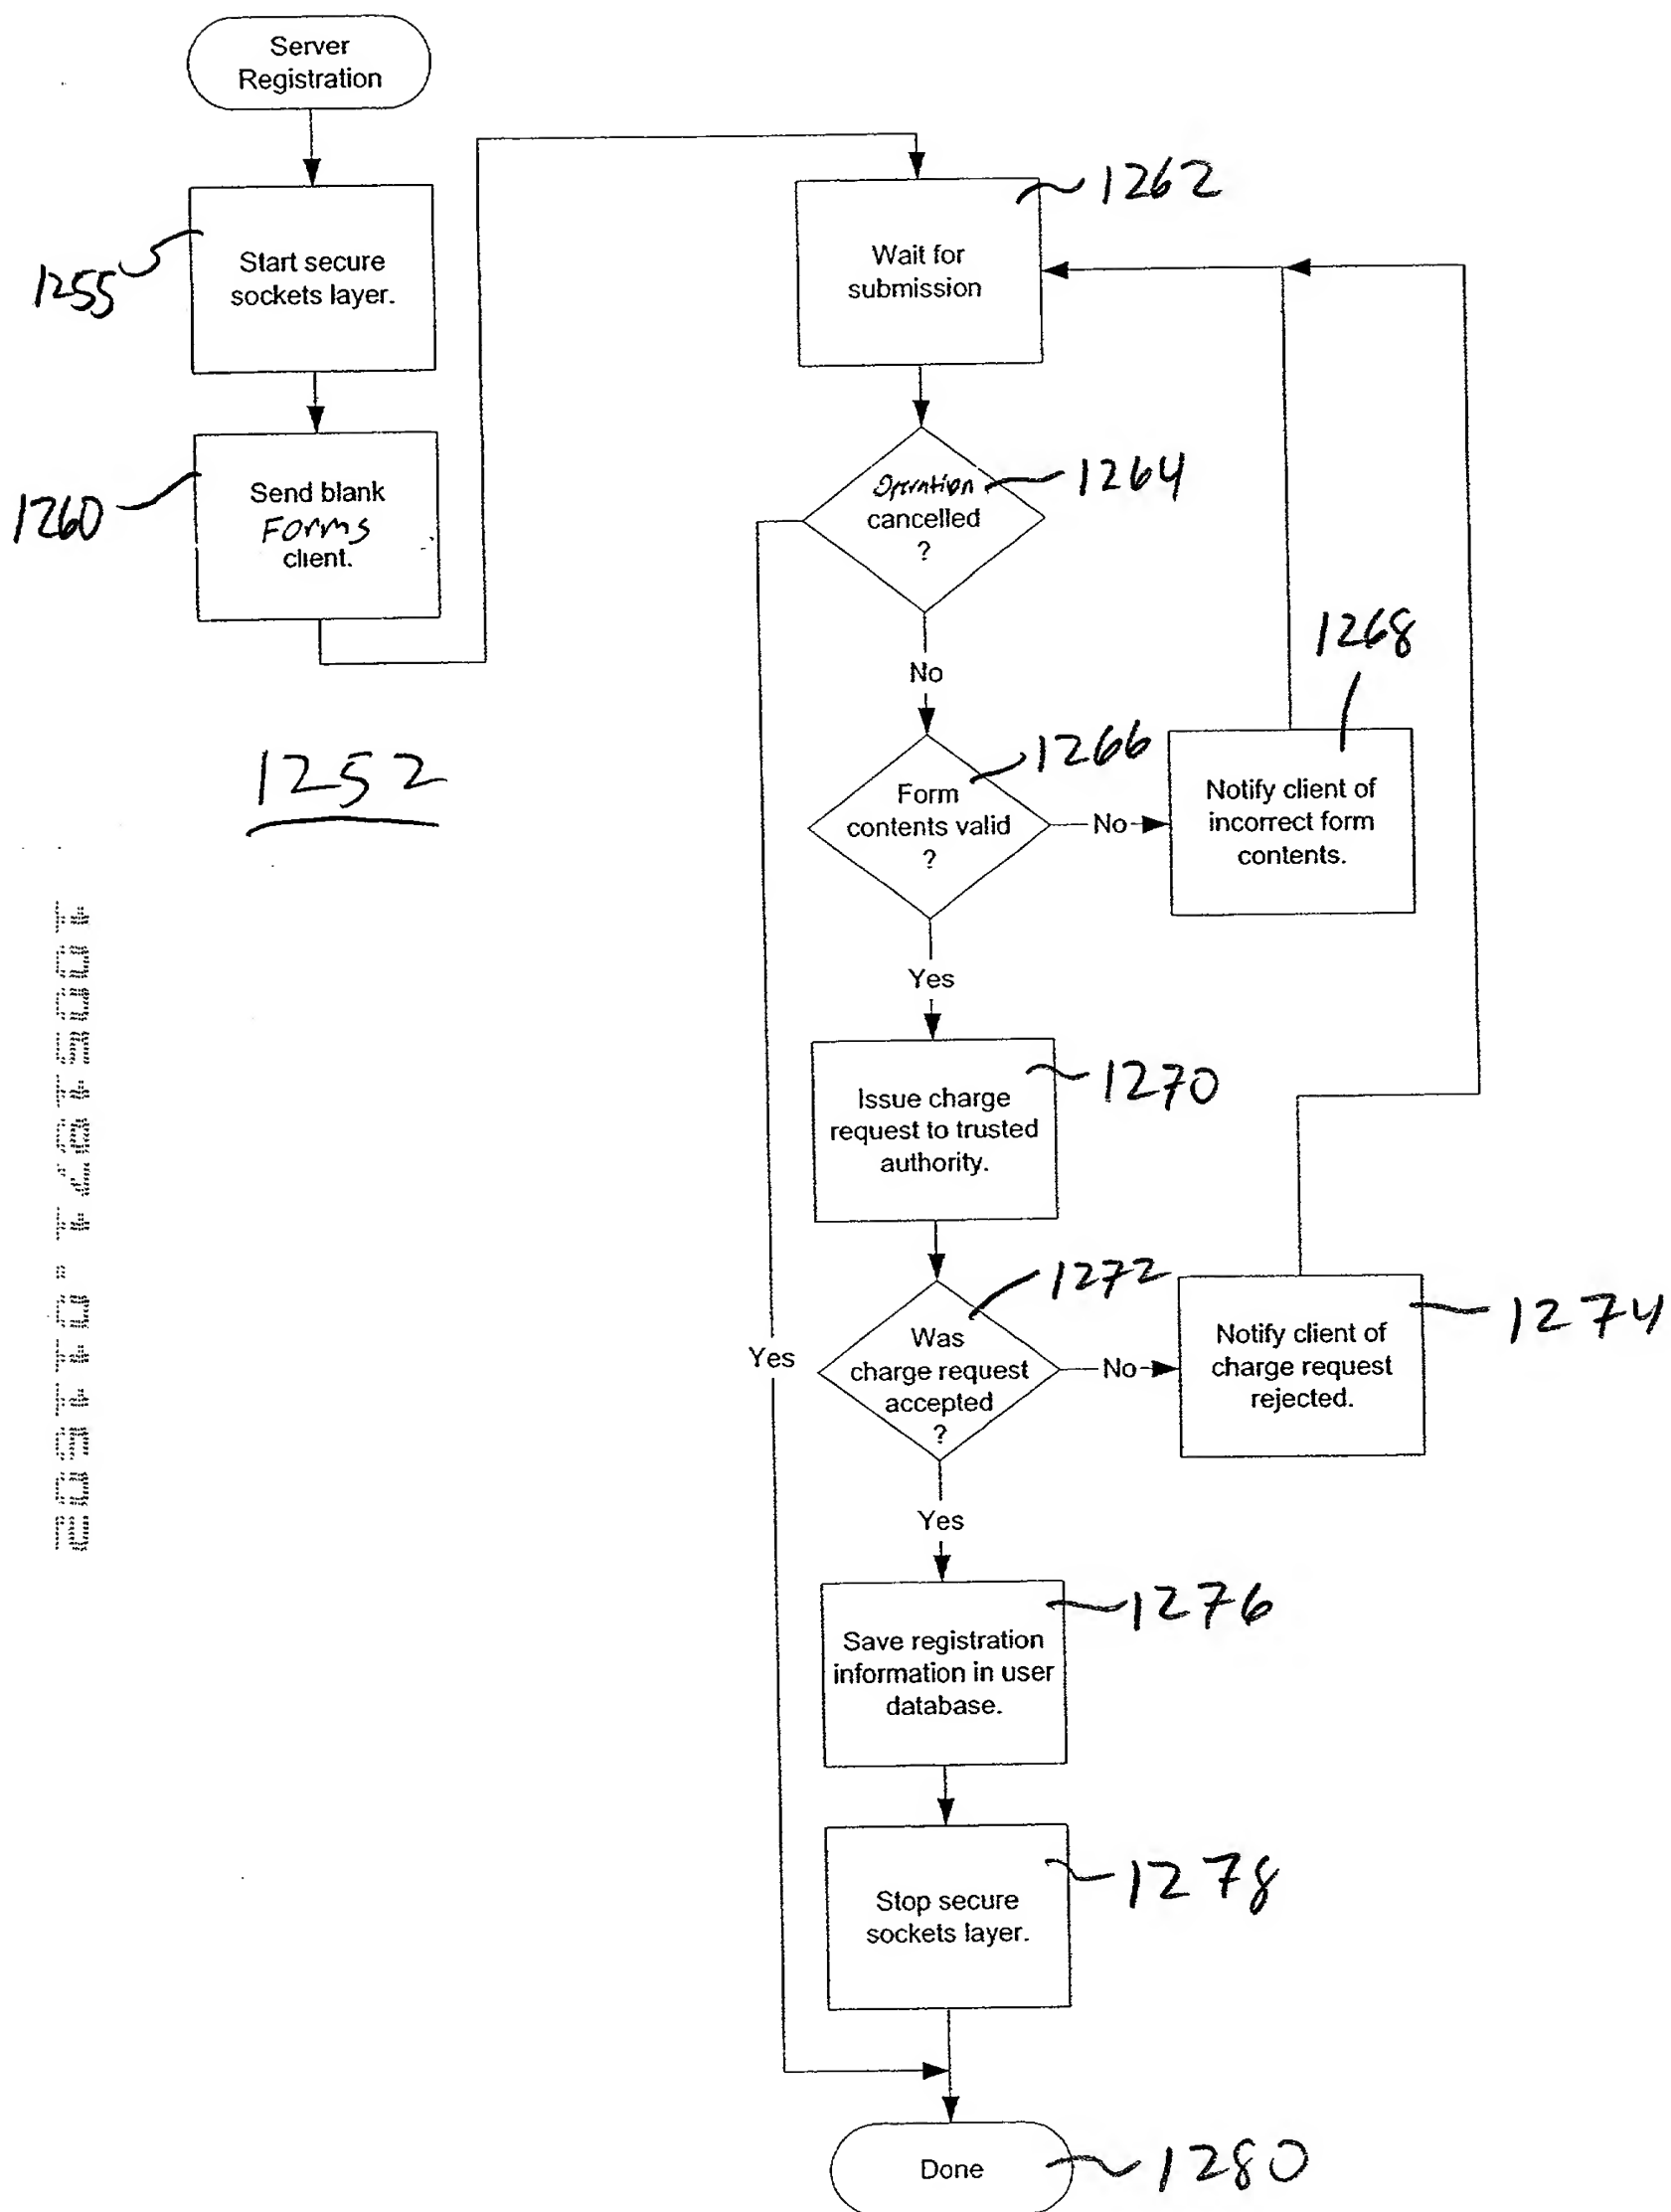 Server
Registration
1255
Start secure
sockets layer.
1260
Send blank
Forms
client.
1252
1262
Wait for
submission
1264
Operation
cancelled
?
No
1266
Form
contents valid
?
No
1268
Notify client of
incorrect form
contents.
Yes
1270
Issue charge
request to trusted
authority.
1272
Was
charge request
accepted
?
No
1274
Notify client of
charge request
rejected.
Yes
Yes
1276
Save registration
information in user
database.
1278
Stop secure
sockets layer.
Done
1280